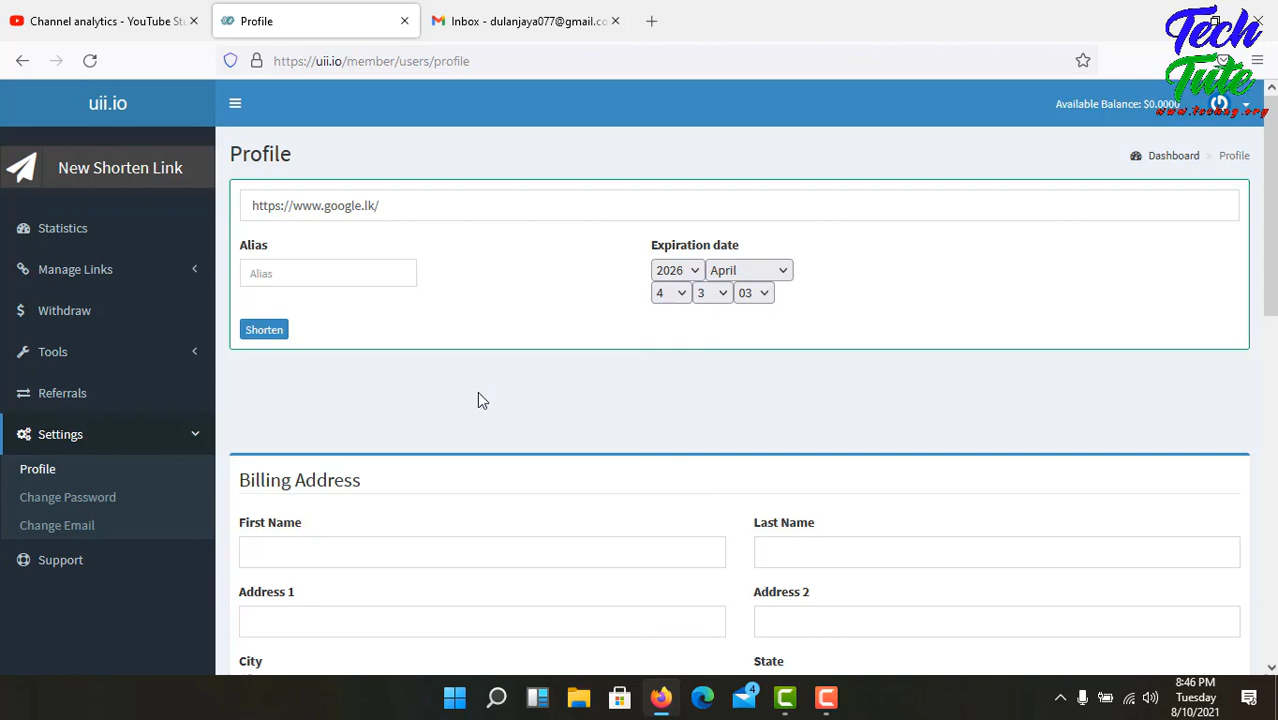 Channel analytics - YouTube St
Profile
Inbox - dulanjaya077@gmail.co
Tech
Tute
www.toohug.org
https://uii.io/member/users/profile
uii.io
Available Balance: $0.0000
New Shorten Link
Profile
Dashboard > Profile
https://www.google.lk/
Statistics
Alias
Expiration date
Manage Links
Alias
2026 April
4 3 03
Withdraw
Shorten
Tools
Referrals
Settings
Profile
Billing Address
Change Password
Change Email
First Name
Last Name
Support
Address 1
Address 2
City
State
4
8:46 PM
Tuesday
8/10/2021